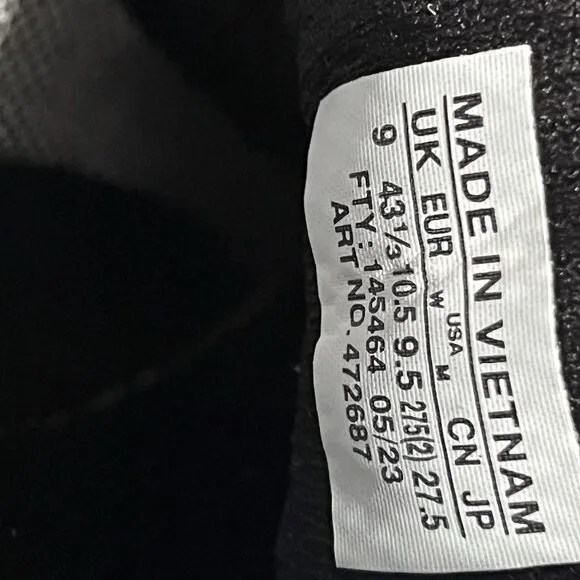 MADE IN VIETNAM
UK EUR USA CN JP
W M
9 43⅓ 10.5 9.5 275(2) 27.5
FTY: 145464 05/23
ART NO. 472687